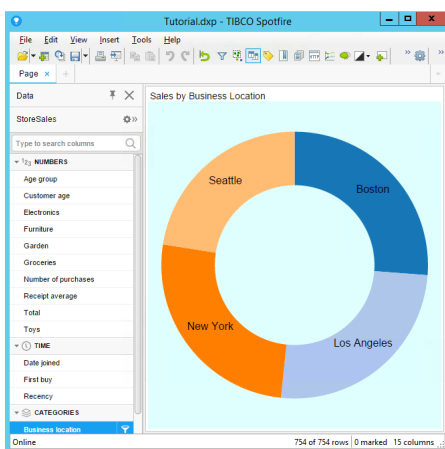 Tutorial.dxp - TIBCO Spotfire
File Edit View Insert Tools Help
Page
Data
StoreSales
Type to search columns
NUMBERS
Age group
Customer age
Electronics
Furniture
Garden
Groceries
Number of purchases
Receipt average
Total
Toys
TIME
Date joined
First buy
Recency
CATEGORIES
Business location
Sales by Business Location
Seattle
Boston
New York
Los Angeles
Online
754 of 754 rows 0 marked 15 columns